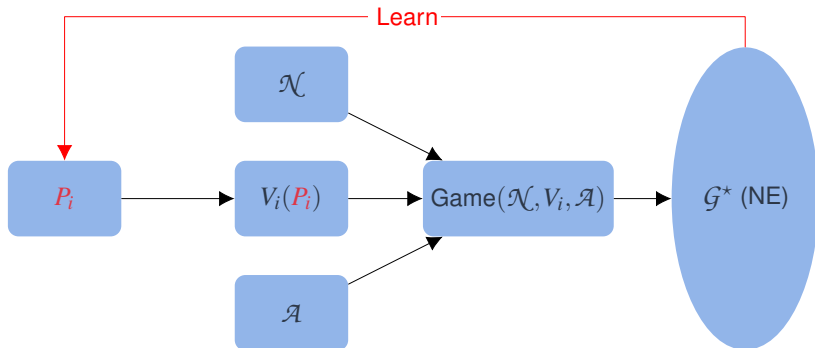 Learn
𝒩
P_i
V_i(P_i)
Game(𝒩, V_i, 𝒜)
𝒢* (NE)
𝒜